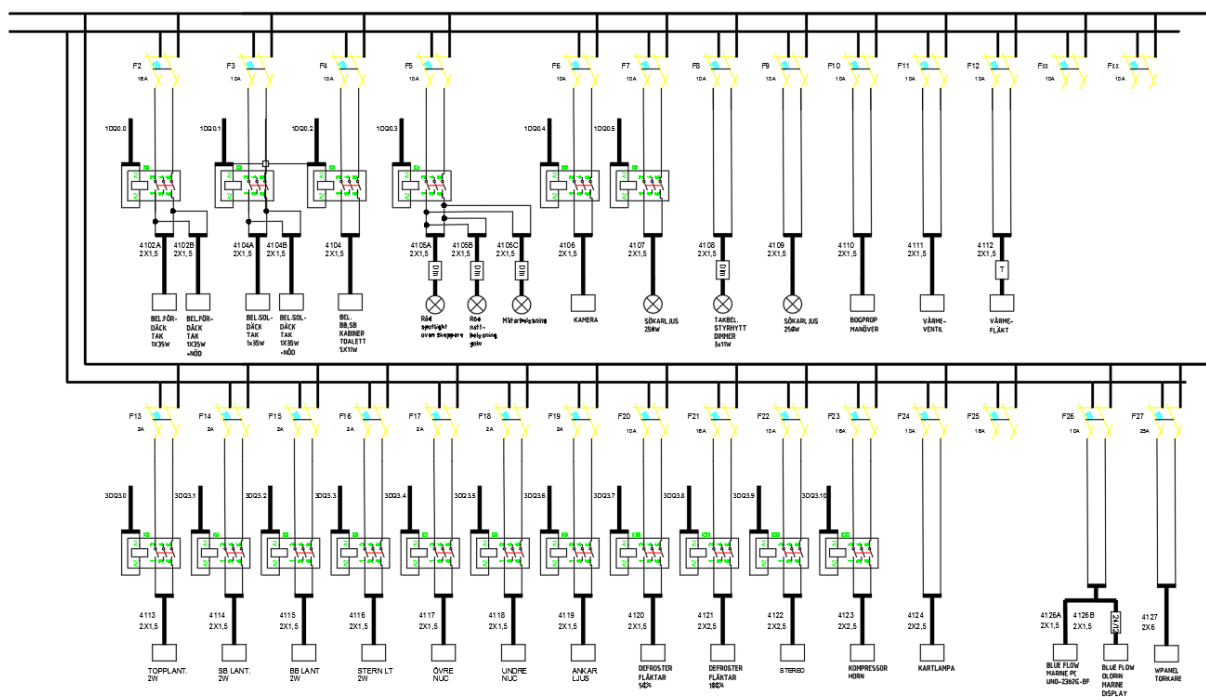 F2
16A
F3
10A
F4
10A
F5
10A
F6
10A
F7
10A
F8
10A
F9
10A
F10
10A
F11
10A
F12
10A
Fxx
10A
Fxx
10A
1DQ0.0
1DQ0.1
1DQ0.2
1DQ0.3
1DQ0.4
1DQ0.5
4102A
2X1,5
4102B
2X1,5
4104A
2X1,5
4104B
2X1,5
4104
2X1,5
4105A
2X1,5
4105B
2X1,5
4105C
2X1,5
4106
2X1,5
4107
2X1,5
4108
2X1,5
4109
2X1,5
4110
2X1,5
4111
2X1,5
4112
2X1,5
Dim
Dim
Dim
Dim
T
BEL.FÖR-
DÄCK
TAK
1X35W
BEL.FÖR-
DÄCK
TAK
1X35W
+NÖD
BEL.SOL-
DÄCK
TAK
1x35W
BEL.SOL-
DÄCK
TAK
1X35W
+NÖD
BEL.
BB,SB
KABINER
TOALETT
5X11W
Röd
spotlight
Röd
natt-
belysning
KAMERA
SÖKARLJUS
250W
TAKBEL.
STYRHYTT
DIMMER
3x11W
SÖKARLJUS
250W
BOGPROP
MANÖVER
VÄRME-
VENTIL
VÄRME-
FLÄKT
F13
2A
F14
2A
F15
2A
F16
2A
F17
2A
F18
2A
F19
2A
F20
10A
F21
16A
F22
10A
F23
16A
F24
10A
F25
16A
F26
10A
F27
25A
3DQ3.0
3DQ3.1
3DQ3.2
3DQ3.3
3DQ3.4
3DQ3.5
3DQ3.6
3DQ3.7
3DQ3.8
3DQ3.9
3DQ3.10
4113
2X1,5
4114
2X1,5
4115
2X1,5
4116
2X1,5
4117
2X1,5
4118
2X1,5
4119
2X1,5
4120
2X1,5
4121
2X2,5
4122
2X2,5
4123
2X2,5
4124
2X2,5
4126A
2X1,5
4126B
2X1,5
24/12
4127
2X6
TOPPLANT.
2W
SB LANT.
2W
BB LANT
2W
STERN LT
2W
ÖVRE
NUC
UNDRE
NUC
ANKAR
LJUS
DEFROSTER
FLÄKTAR
50%
DEFROSTER
FLÄKTAR
100%
STEREO
KOMPRESSOR
HORN
KARTLAMPA
BLUE FLOW
MARINE PC
UNO-2362G-BF
BLUE FLOW
OLORIN
MARINE
DISPLAY
WPANEL
TORKARE